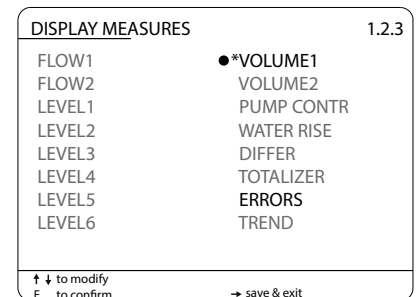 DISPLAY MEASURES 1.2.3
FLOW1 ●*VOLUME1
FLOW2 VOLUME2
LEVEL1 PUMP CONTR
LEVEL2 WATER RISE
LEVEL3 DIFFER
LEVEL4 TOTALIZER
LEVEL5 ERRORS
LEVEL6 TREND
↑ ↓ to modify
E to confirm → save & exit